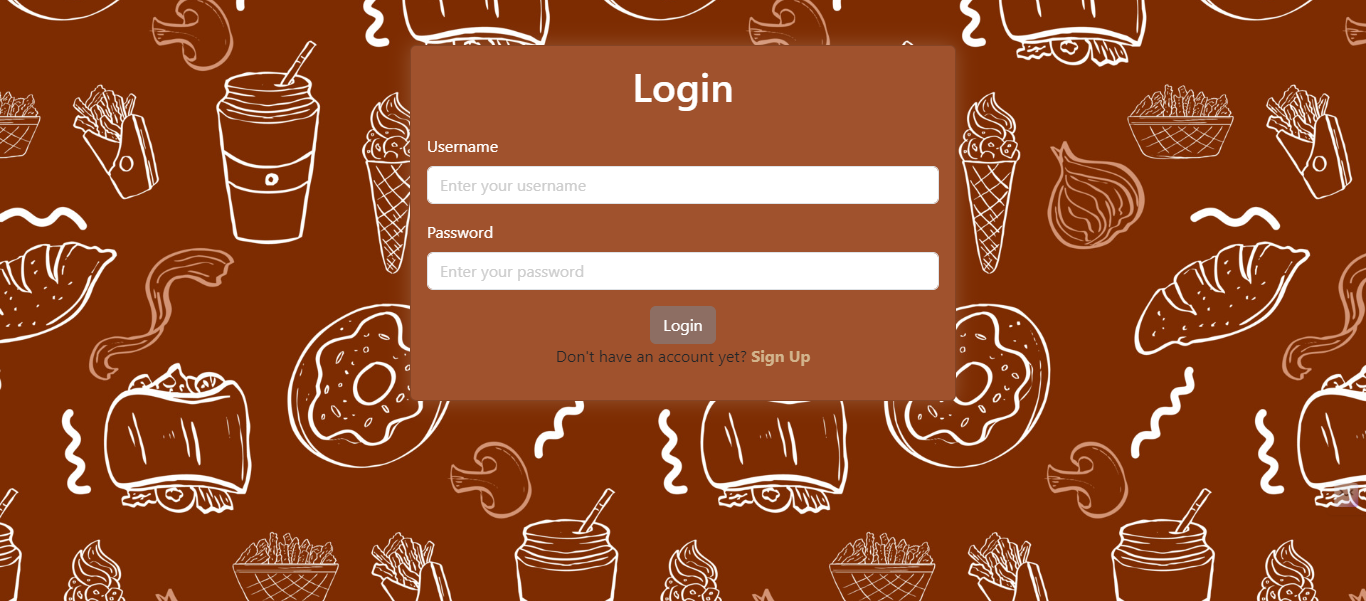 Login
Username
Enter your username
Password
Enter your password
Login
Don't have an account yet? Sign Up